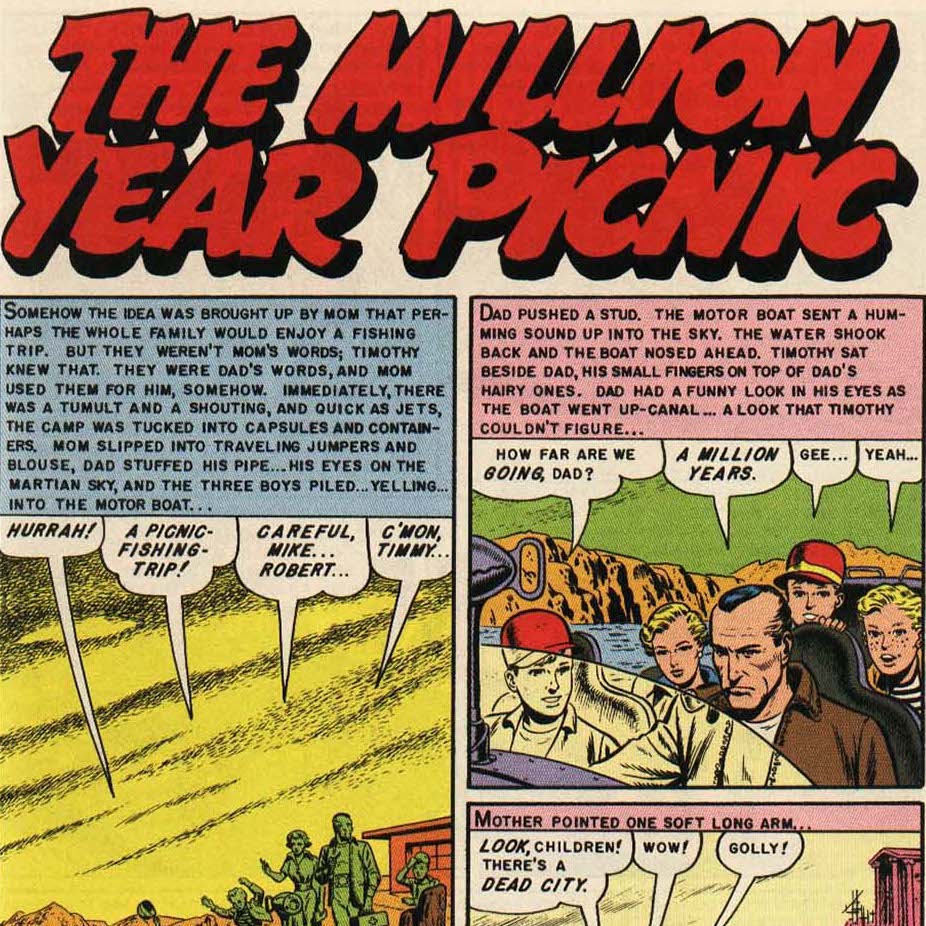 THE MILLION
YEAR PICNIC
SOMEHOW THE IDEA WAS BROUGHT UP BY MOM THAT PER-
HAPS THE WHOLE FAMILY WOULD ENJOY A FISHING
TRIP. BUT THEY WEREN'T MOM'S WORDS; TIMOTHY
KNEW THAT. THEY WERE DAD'S WORDS, AND MOM
USED THEM FOR HIM, SOMEHOW. IMMEDIATELY, THERE
WAS A TUMULT AND A SHOUTING, AND QUICK AS JETS,
THE CAMP WAS TUCKED INTO CAPSULES AND CONTAIN-
ERS. MOM SLIPPED INTO TRAVELING JUMPERS AND
BLOUSE, DAD STUFFED HIS PIPE...HIS EYES ON THE
MARTIAN SKY, AND THE THREE BOYS PILED...YELLING...
INTO THE MOTOR BOAT...
HURRAH!
A PICNIC-
FISHING-
TRIP!
CAREFUL,
MIKE...
ROBERT...
C'MON,
TIMMY...
DAD PUSHED A STUD. THE MOTOR BOAT SENT A HUM-
MING SOUND UP INTO THE SKY. THE WATER SHOOK
BACK AND THE BOAT NOSED AHEAD. TIMOTHY SAT
BESIDE DAD, HIS SMALL FINGERS ON TOP OF DAD'S
HAIRY ONES. DAD HAD A FUNNY LOOK IN HIS EYES AS
THE BOAT WENT UP-CANAL... A LOOK THAT TIMOTHY
COULDN'T FIGURE...
HOW FAR ARE WE
GOING, DAD?
A MILLION
YEARS.
GEE...
YEAH...
MOTHER POINTED ONE SOFT LONG ARM...
LOOK, CHILDREN!
THERE'S A
DEAD CITY.
WOW!
GOLLY!